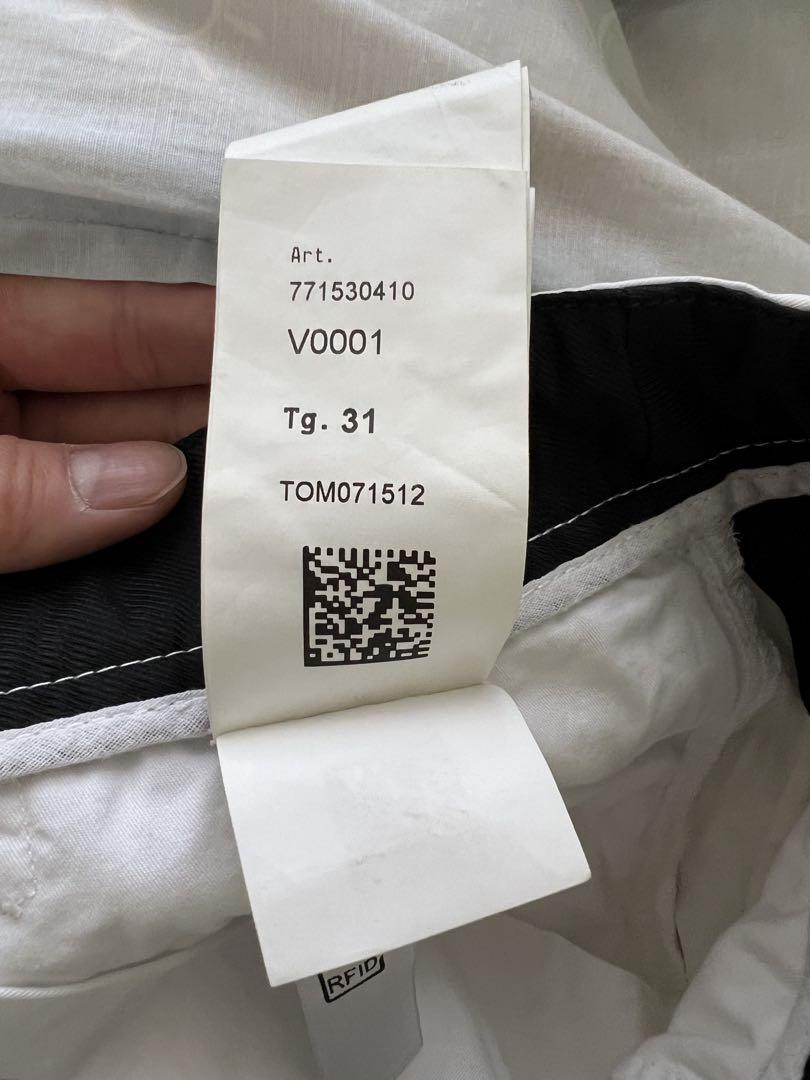 Art.
771530410
V0001
Tg. 31
TOM071512
RFID